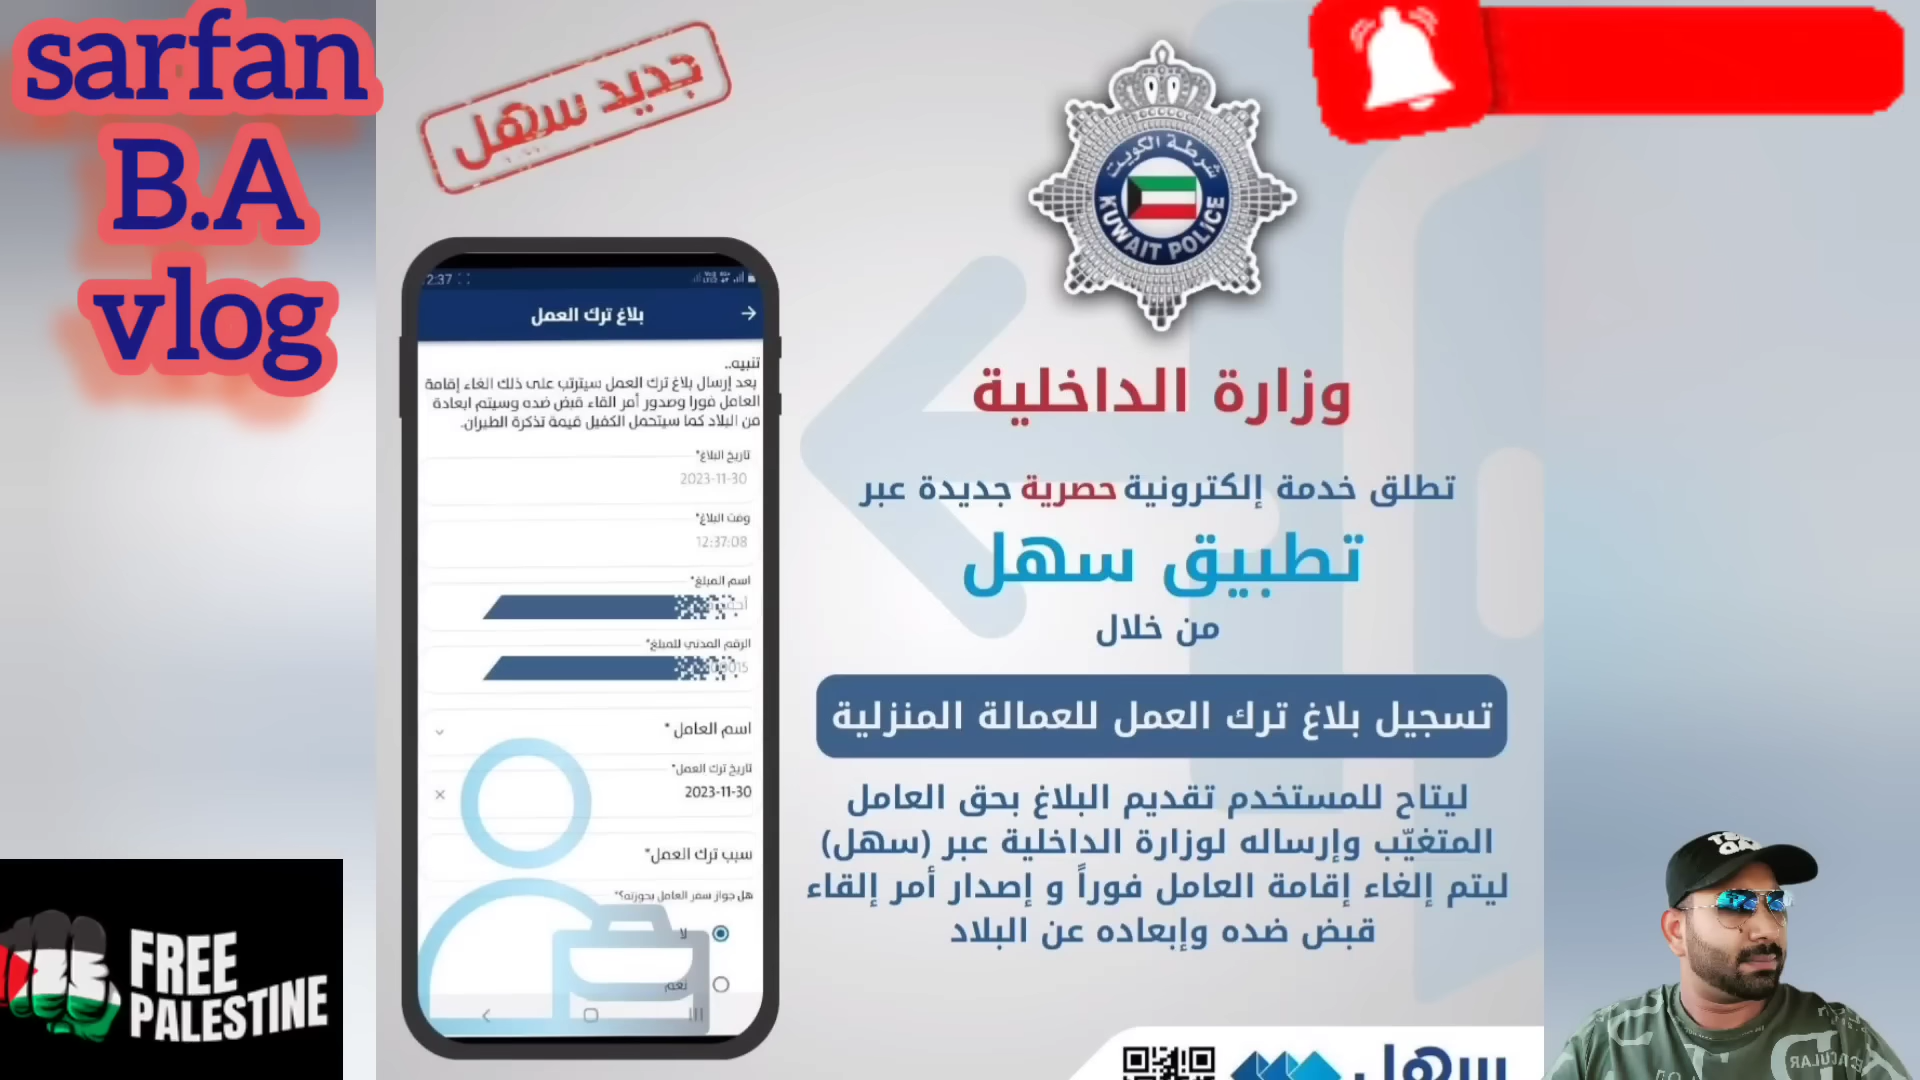 sarfan
B.A
vlog
جديد سهل
شرطة الكويت
KUWAIT POLICE
وزارة الداخلية
تطلق خدمة إلكترونية حصرية جديدة عبر
تطبيق سهل
من خلال
تسجيل بلاغ ترك العمل للعمالة المنزلية
ليتاح للمستخدم تقديم البلاغ بحق العامل
المتغيّب وإرساله لوزارة الداخلية عبر (سهل)
ليتم إلغاء إقامة العامل فوراً و إصدار أمر إلقاء
قبض ضده وإبعاده عن البلاد
سهل
2:37
بلاغ ترك العمل
تنبيه..
بعد إرسال بلاغ ترك العمل سيترتب على ذلك الغاء إقامة
العامل فورا وصدور أمر القاء قبض ضده وسيتم ابعادة
من البلاد كما سيتحمل الكفيل قيمة تذكرة الطيران.
تاريخ البلاغ*
2023-11-30
وقت البلاغ*
12:37:08
اسم المبلغ*
الرقم المدني للمبلغ*
اسم العامل *
تاريخ ترك العمل*
2023-11-30
سبب ترك العمل*
هل جواز سفر العامل بحوزته؟*
لا
نعم
FREE
PALESTINE